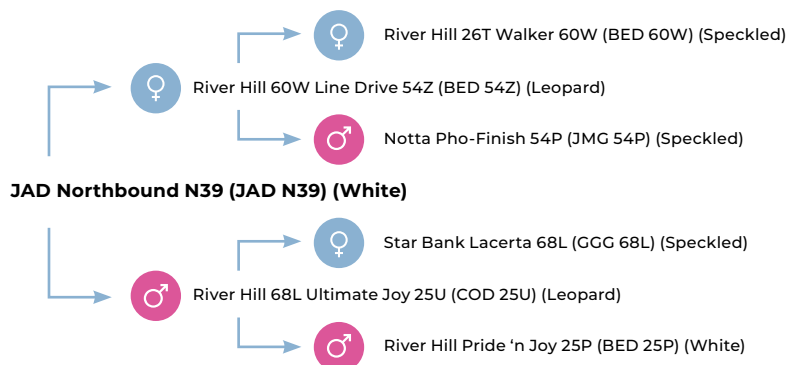 River Hill 26T Walker 60W (BED 60W) (Speckled)
River Hill 60W Line Drive 54Z (BED 54Z) (Leopard)
Notta Pho-Finish 54P (JMG 54P) (Speckled)
JAD Northbound N39 (JAD N39) (White)
Star Bank Lacerta 68L (GGG 68L) (Speckled)
River Hill 68L Ultimate Joy 25U (COD 25U) (Leopard)
River Hill Pride ‘n Joy 25P (BED 25P) (White)